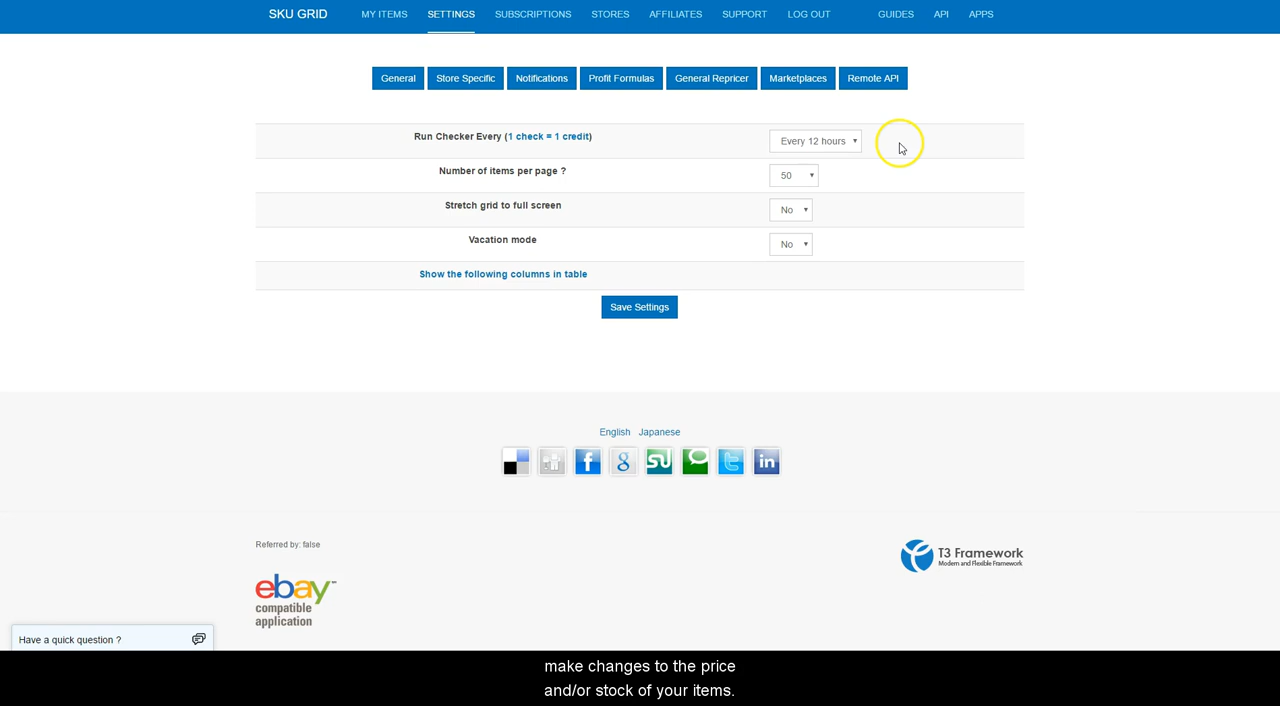 SKU GRID MY ITEMS SETTINGS SUBSCRIPTIONS STORES AFFILIATES SUPPORT LOG OUT GUIDES API APPS
General Store Specific Notifications Profit Formulas General Repricer Marketplaces Remote API
Run Checker Every (1 check = 1 credit) Every 12 hours
Number of items per page ? 50
Stretch grid to full screen No
Vacation mode No
Show the following columns in table
Save Settings
English Japanese
Referred by: false
T3 Framework
Modern and Flexible Framework
ebay™
compatible
application
Have a quick question ?
make changes to the price
and/or stock of your items.